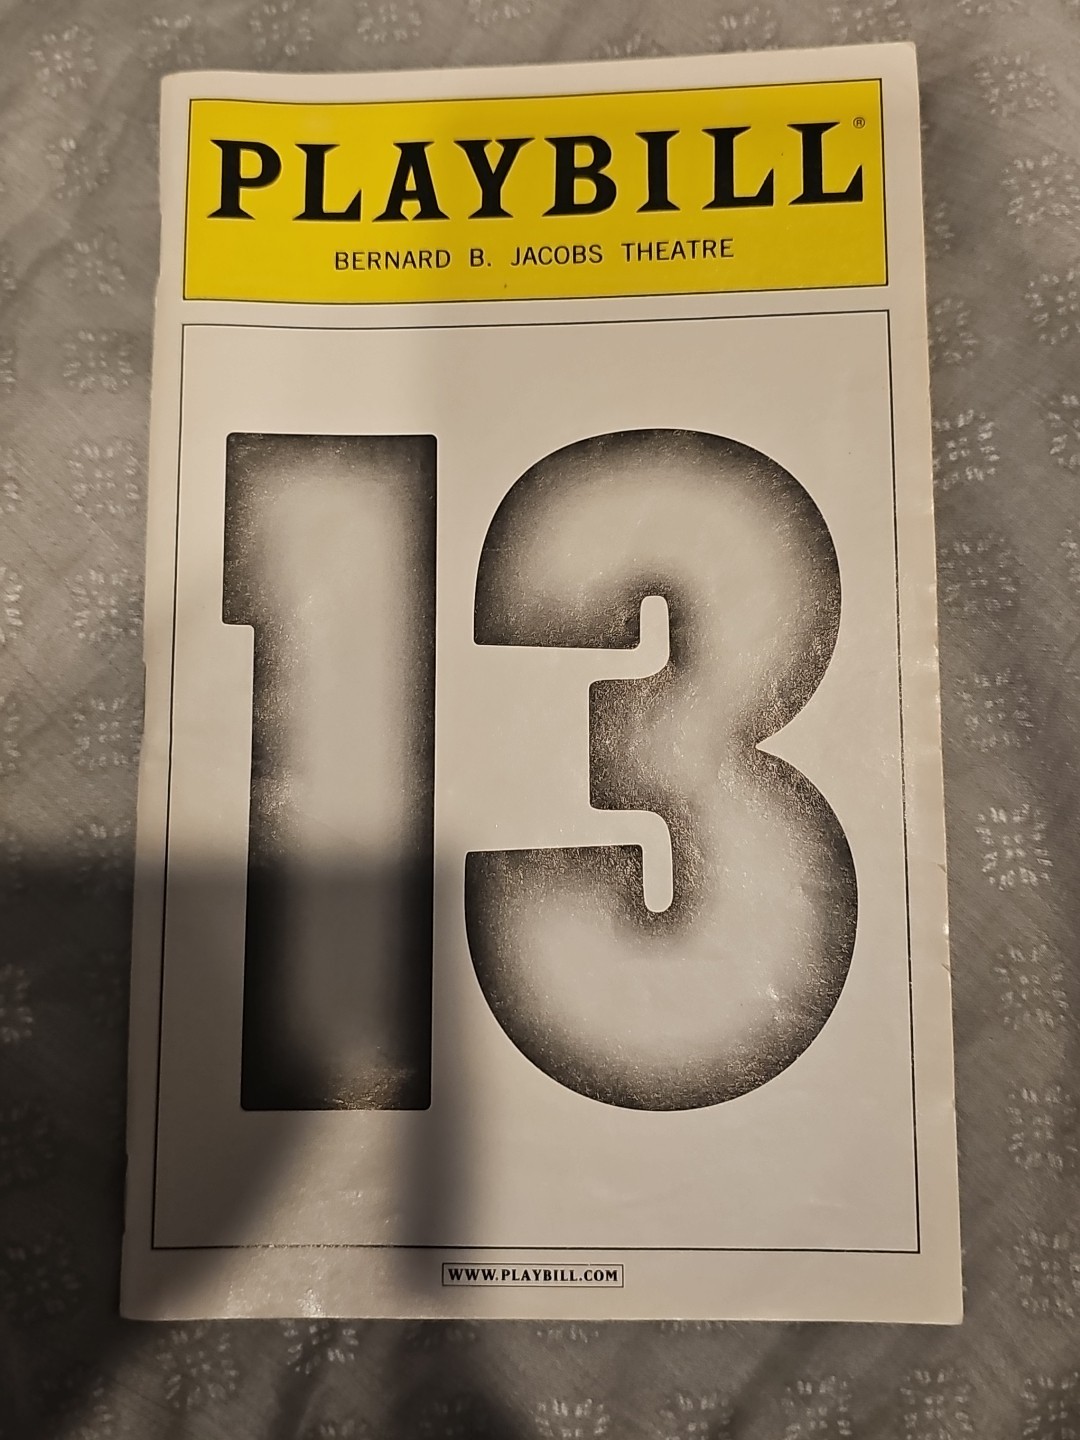 PLAYBILL®
BERNARD B. JACOBS THEATRE
13
WWW.PLAYBILL.COM